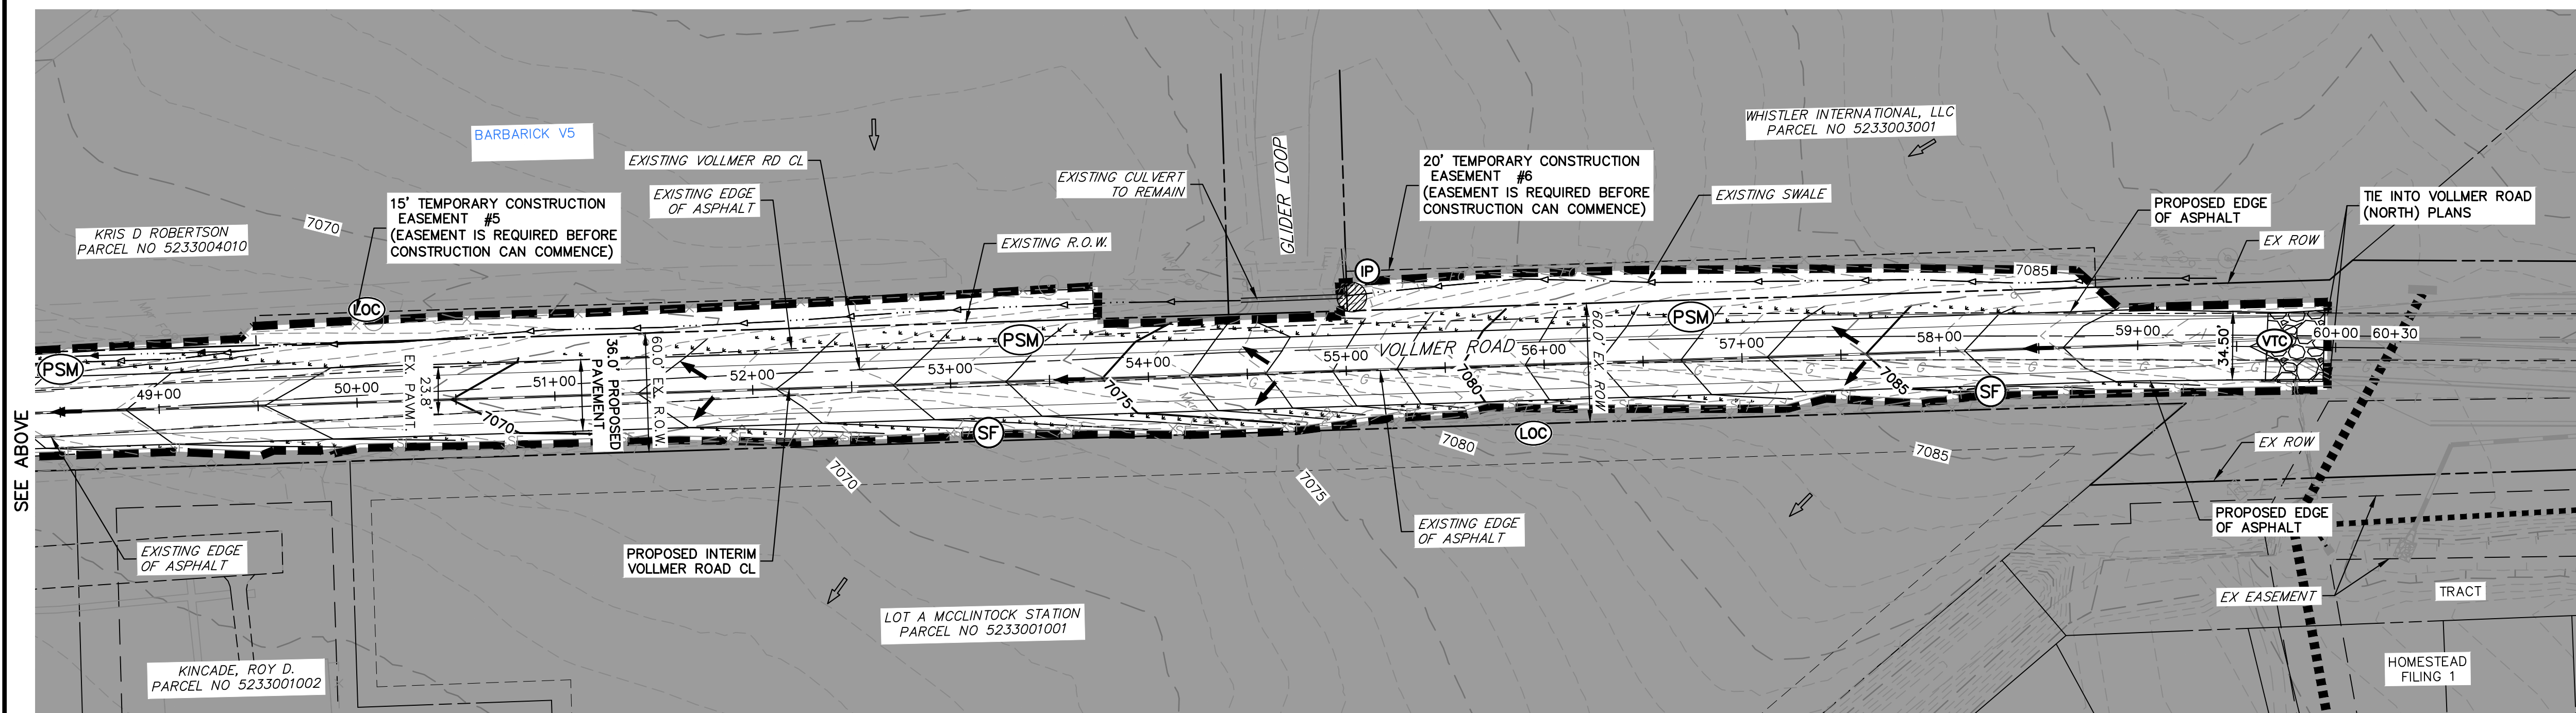 BARBARICK V5
WHISTLER INTERNATIONAL, LLC
PARCEL NO 5233003001
EXISTING VOLLMER RD CL
EXISTING EDGE
OF ASPHALT
EXISTING CULVERT
TO REMAIN
GLIDER LOOP
20' TEMPORARY CONSTRUCTION
EASEMENT #6
(EASEMENT IS REQUIRED BEFORE
CONSTRUCTION CAN COMMENCE)
EXISTING SWALE
PROPOSED EDGE
OF ASPHALT
TIE INTO VOLLMER ROAD
(NORTH) PLANS
15' TEMPORARY CONSTRUCTION
EASEMENT #5
(EASEMENT IS REQUIRED BEFORE
CONSTRUCTION CAN COMMENCE)
7070
KRIS D ROBERTSON
PARCEL NO 5233004010
EXISTING R.O.W.
EX ROW
IP
7085
LOC
PSM
PSM
PSM
VTC
49+00
50+00
51+00
52+00
53+00
54+00
55+00
56+00
57+00
58+00
59+00
60+00
60+30
VOLLMER ROAD
EX. PAVMT.
23.8'
36.0' PROPOSED
PAVEMENT
60.0' EX. R.O.W.
60.0' EX. ROW
34.50'
7070
7075
7080
7085
SF
SF
LOC
SEE ABOVE
7070
7075
7080
7085
EX ROW
EXISTING EDGE
OF ASPHALT
PROPOSED INTERIM
VOLLMER ROAD CL
EXISTING EDGE
OF ASPHALT
PROPOSED EDGE
OF ASPHALT
EX EASEMENT
TRACT
LOT A MCCLINTOCK STATION
PARCEL NO 5233001001
KINCADE, ROY D.
PARCEL NO 5233001002
HOMESTEAD
FILING 1